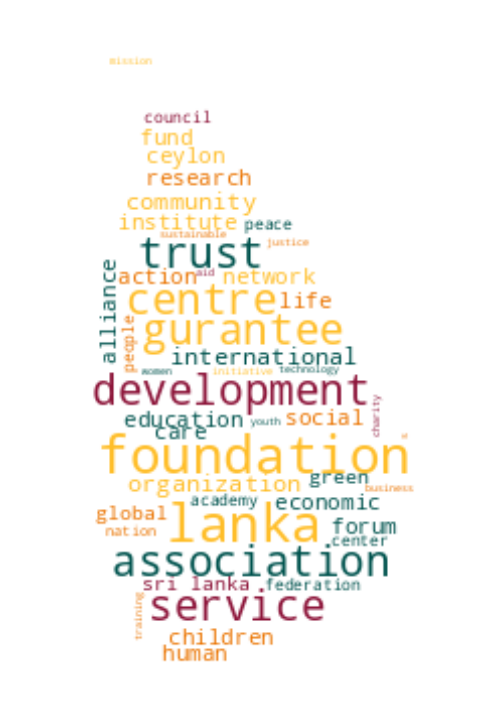 mission
council
fund
ceylon
research
community
institute peace
sustainable
trust justice
action aid network
alliance
centre life
people
gurantee
international
women initiative technology
development
charity
education youth social
care
foundation
organization green
business
academy economic
global lanka forum
nation center
association
sri lanka federation
training
service
children
human